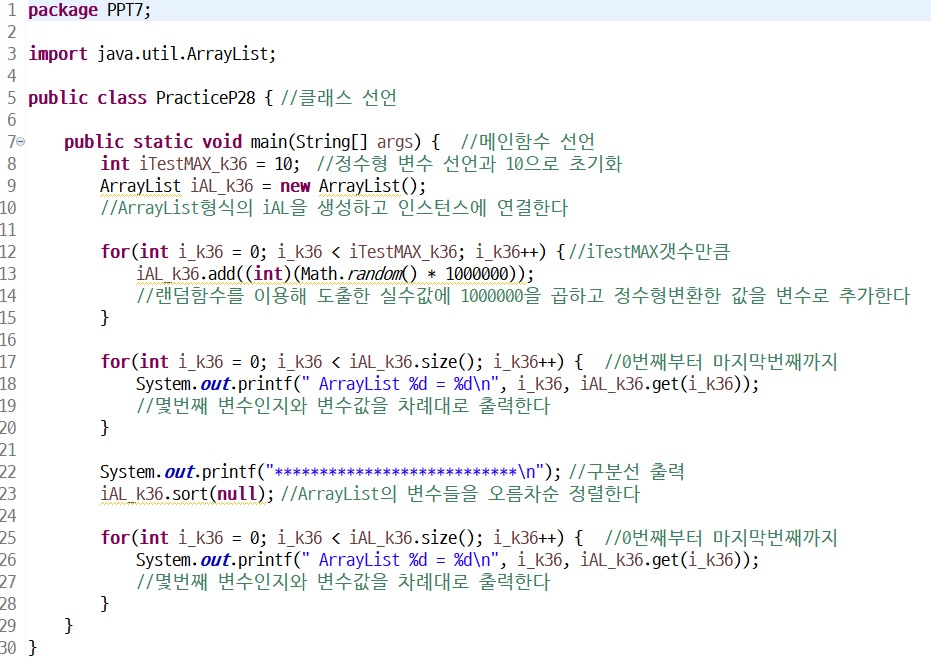 1 package PPT7;
2
3 import java.util.ArrayList;
4
5 public class PracticeP28 { //클래스 선언
6
7 public static void main(String[] args) { //메인함수 선언
8 int iTestMAX_k36 = 10; //정수형 변수 선언과 10으로 초기화
9 ArrayList iAL_k36 = new ArrayList();
10 //ArrayList형식의 iAL을 생성하고 인스턴스에 연결한다
11
12 for(int i_k36 = 0; i_k36 < iTestMAX_k36; i_k36++) { //iTestMAX갯수만큼
13 iAL_k36.add((int)(Math.random() * 1000000));
14 //랜덤함수를 이용해 도출한 실수값에 1000000을 곱하고 정수형변환한 값을 변수로 추가한다
15 }
16
17 for(int i_k36 = 0; i_k36 < iAL_k36.size(); i_k36++) { //0번째부터 마지막번째까지
18 System.out.printf(" ArrayList %d = %d\n", i_k36, iAL_k36.get(i_k36));
19 //몇번째 변수인지와 변수값을 차례대로 출력한다
20 }
21
22 System.out.printf("***************************\n"); //구분선 출력
23 iAL_k36.sort(null); //ArrayList의 변수들을 오름차순 정렬한다
24
25 for(int i_k36 = 0; i_k36 < iAL_k36.size(); i_k36++) { //0번째부터 마지막번째까지
26 System.out.printf(" ArrayList %d = %d\n", i_k36, iAL_k36.get(i_k36));
27 //몇번째 변수인지와 변수값을 차례대로 출력한다
28 }
29 }
30 }